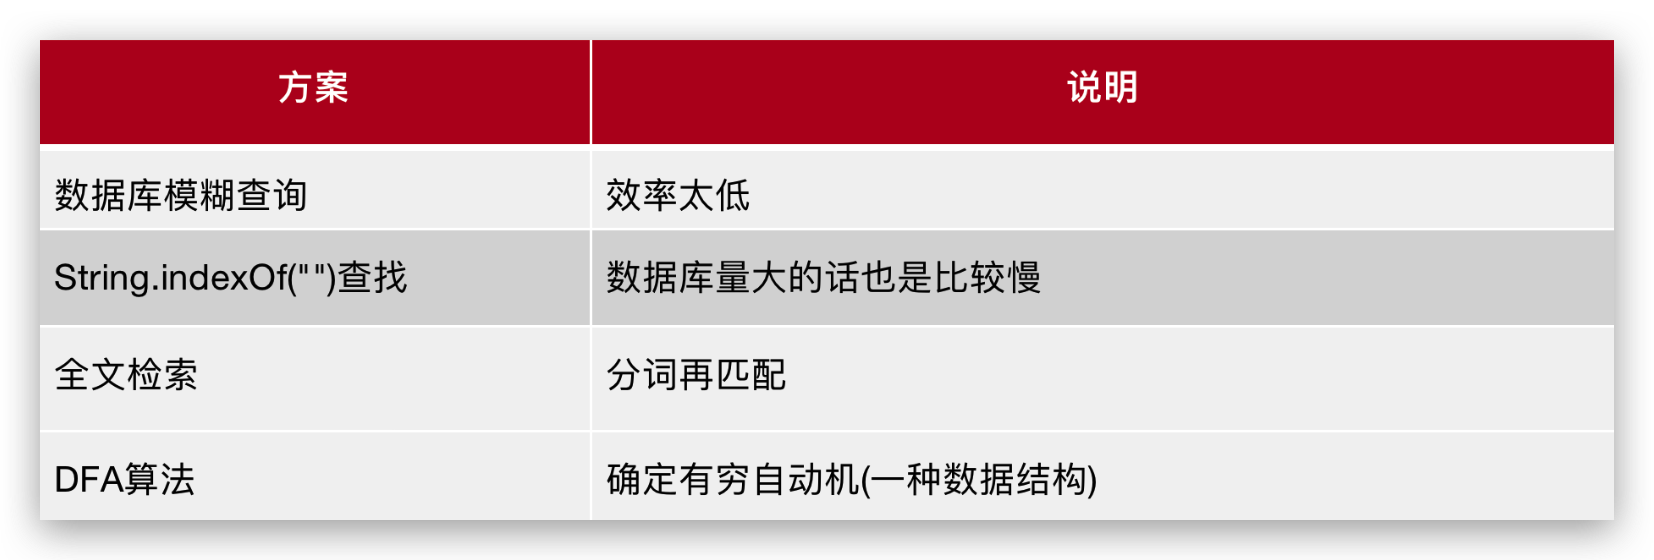 方案
说明
数据库模糊查询
效率太低
String.indexOf("")查找
数据库量大的话也是比较慢
全文检索
分词再匹配
DFA算法
确定有穷自动机(一种数据结构)